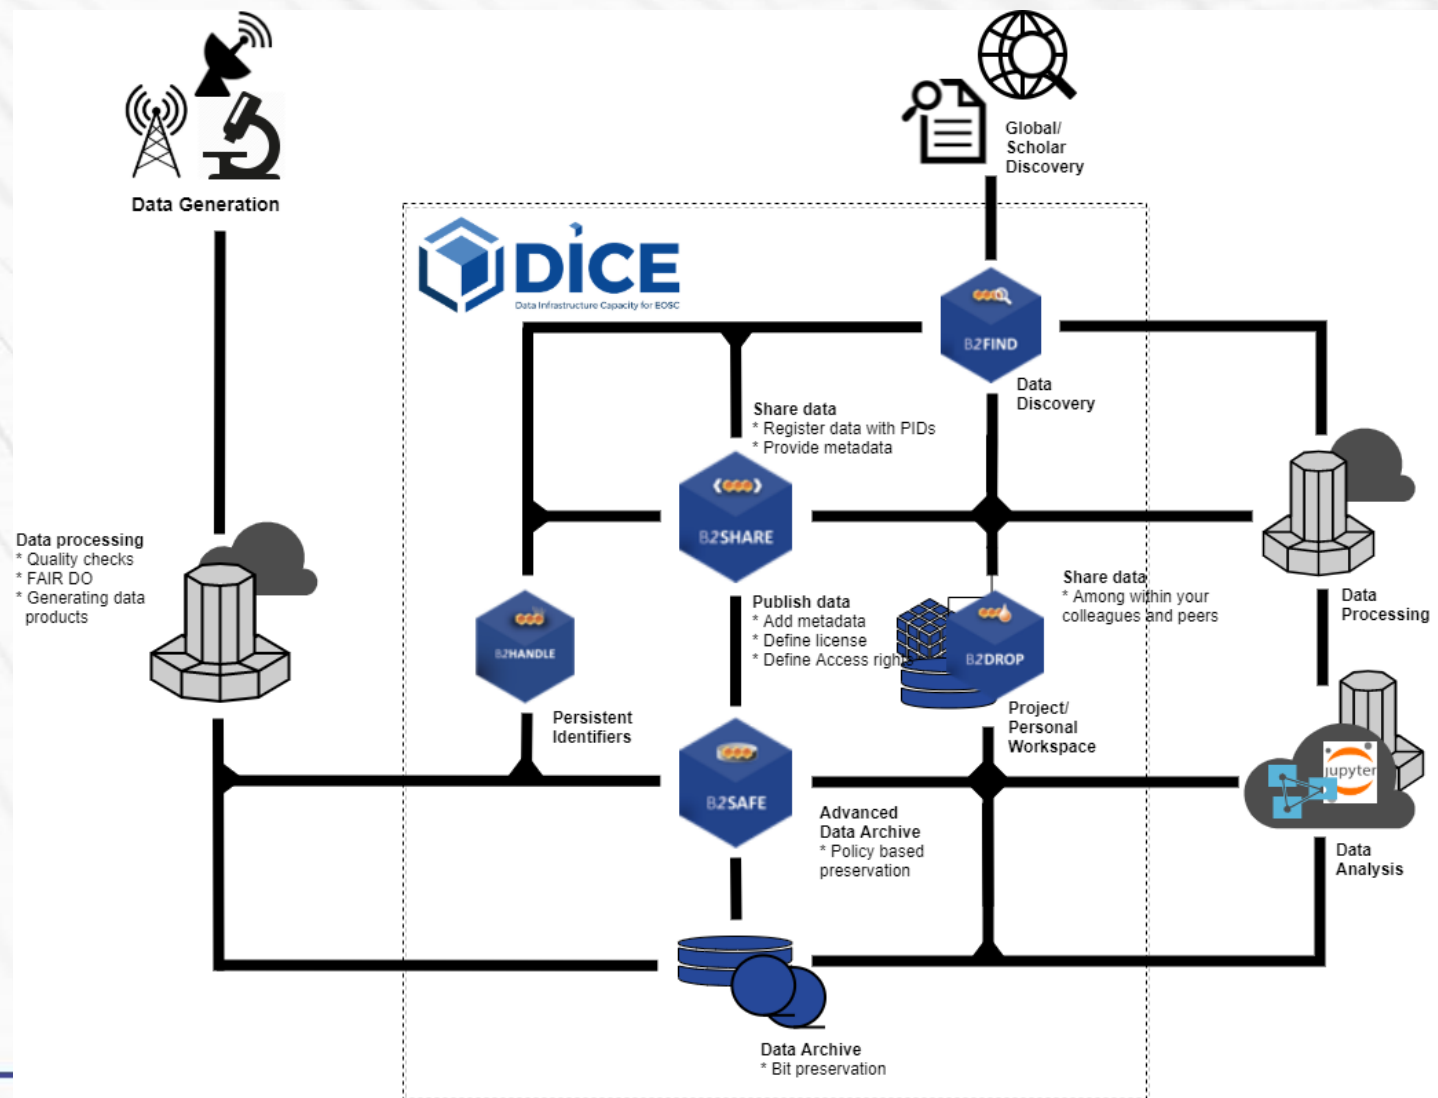 Data Generation
Global/
Scholar
Discovery
DiCE
Data Infrastructure Capacity for EOSC
B2FIND
Data
Discovery
Share data
* Register data with PIDs
* Provide metadata
B2SHARE
Data processing
* Quality checks
* FAIR DO
* Generating data
products
B2HANDLE
Persistent
Identifiers
Publish data
* Add metadata
* Define license
* Define Access rights
Share data
* Among within your
colleagues and peers
B2DROP
Project/
Personal
Workspace
Data
Processing
B2SAFE
Advanced
Data Archive
* Policy based
preservation
jupyter
Data
Analysis
Data Archive
* Bit preservation